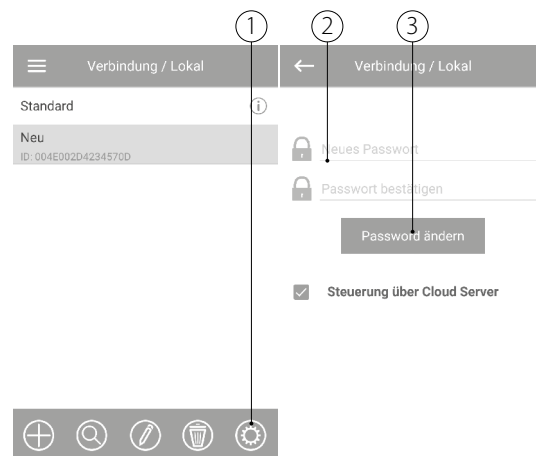 1
2
3
Verbindung / Lokal
Standard
i
Neu
ID: 004E002D4234570D
Verbindung / Lokal
Neues Passwort
Passwort bestätigen
Password ändern
Steuerung über Cloud Server